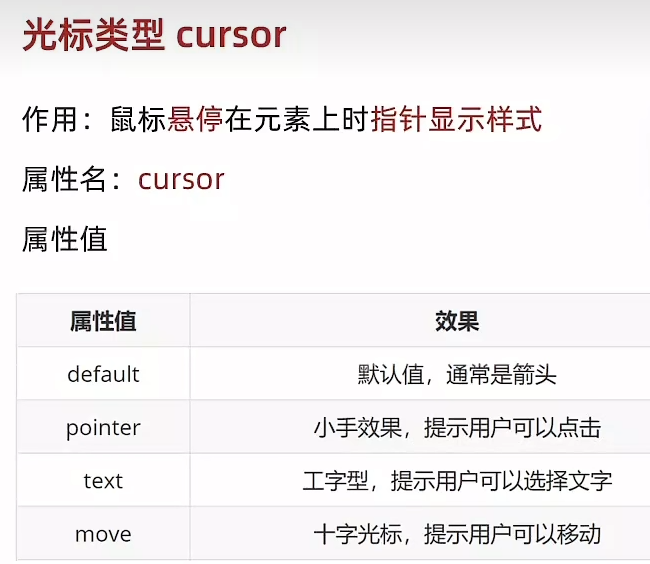 光标类型 cursor
作用：鼠标悬停在元素上时指针显示样式
属性名：cursor
属性值
属性值 效果
default 默认值，通常是箭头
pointer 小手效果，提示用户可以点击
text 工字型，提示用户可以选择文字
move 十字光标，提示用户可以移动